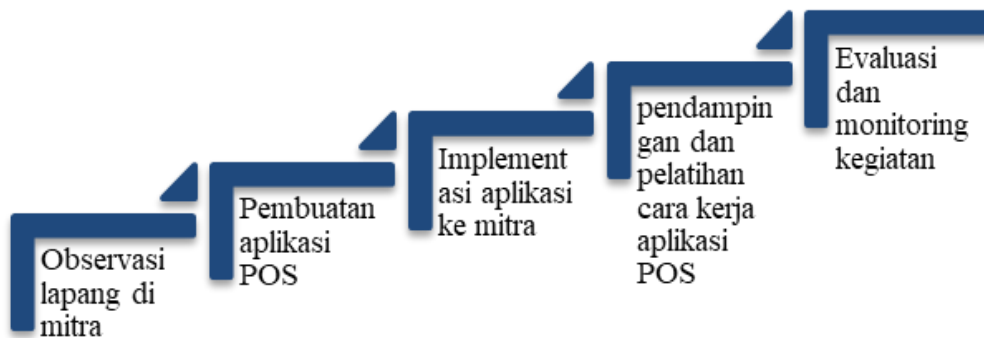 Observasi
lapang di
mitra
Pembuatan
aplikasi
POS
Implement
asi aplikasi
ke mitra
pendampin
gan dan
pelatihan
cara kerja
aplikasi
POS
Evaluasi
dan
monitoring
kegiatan